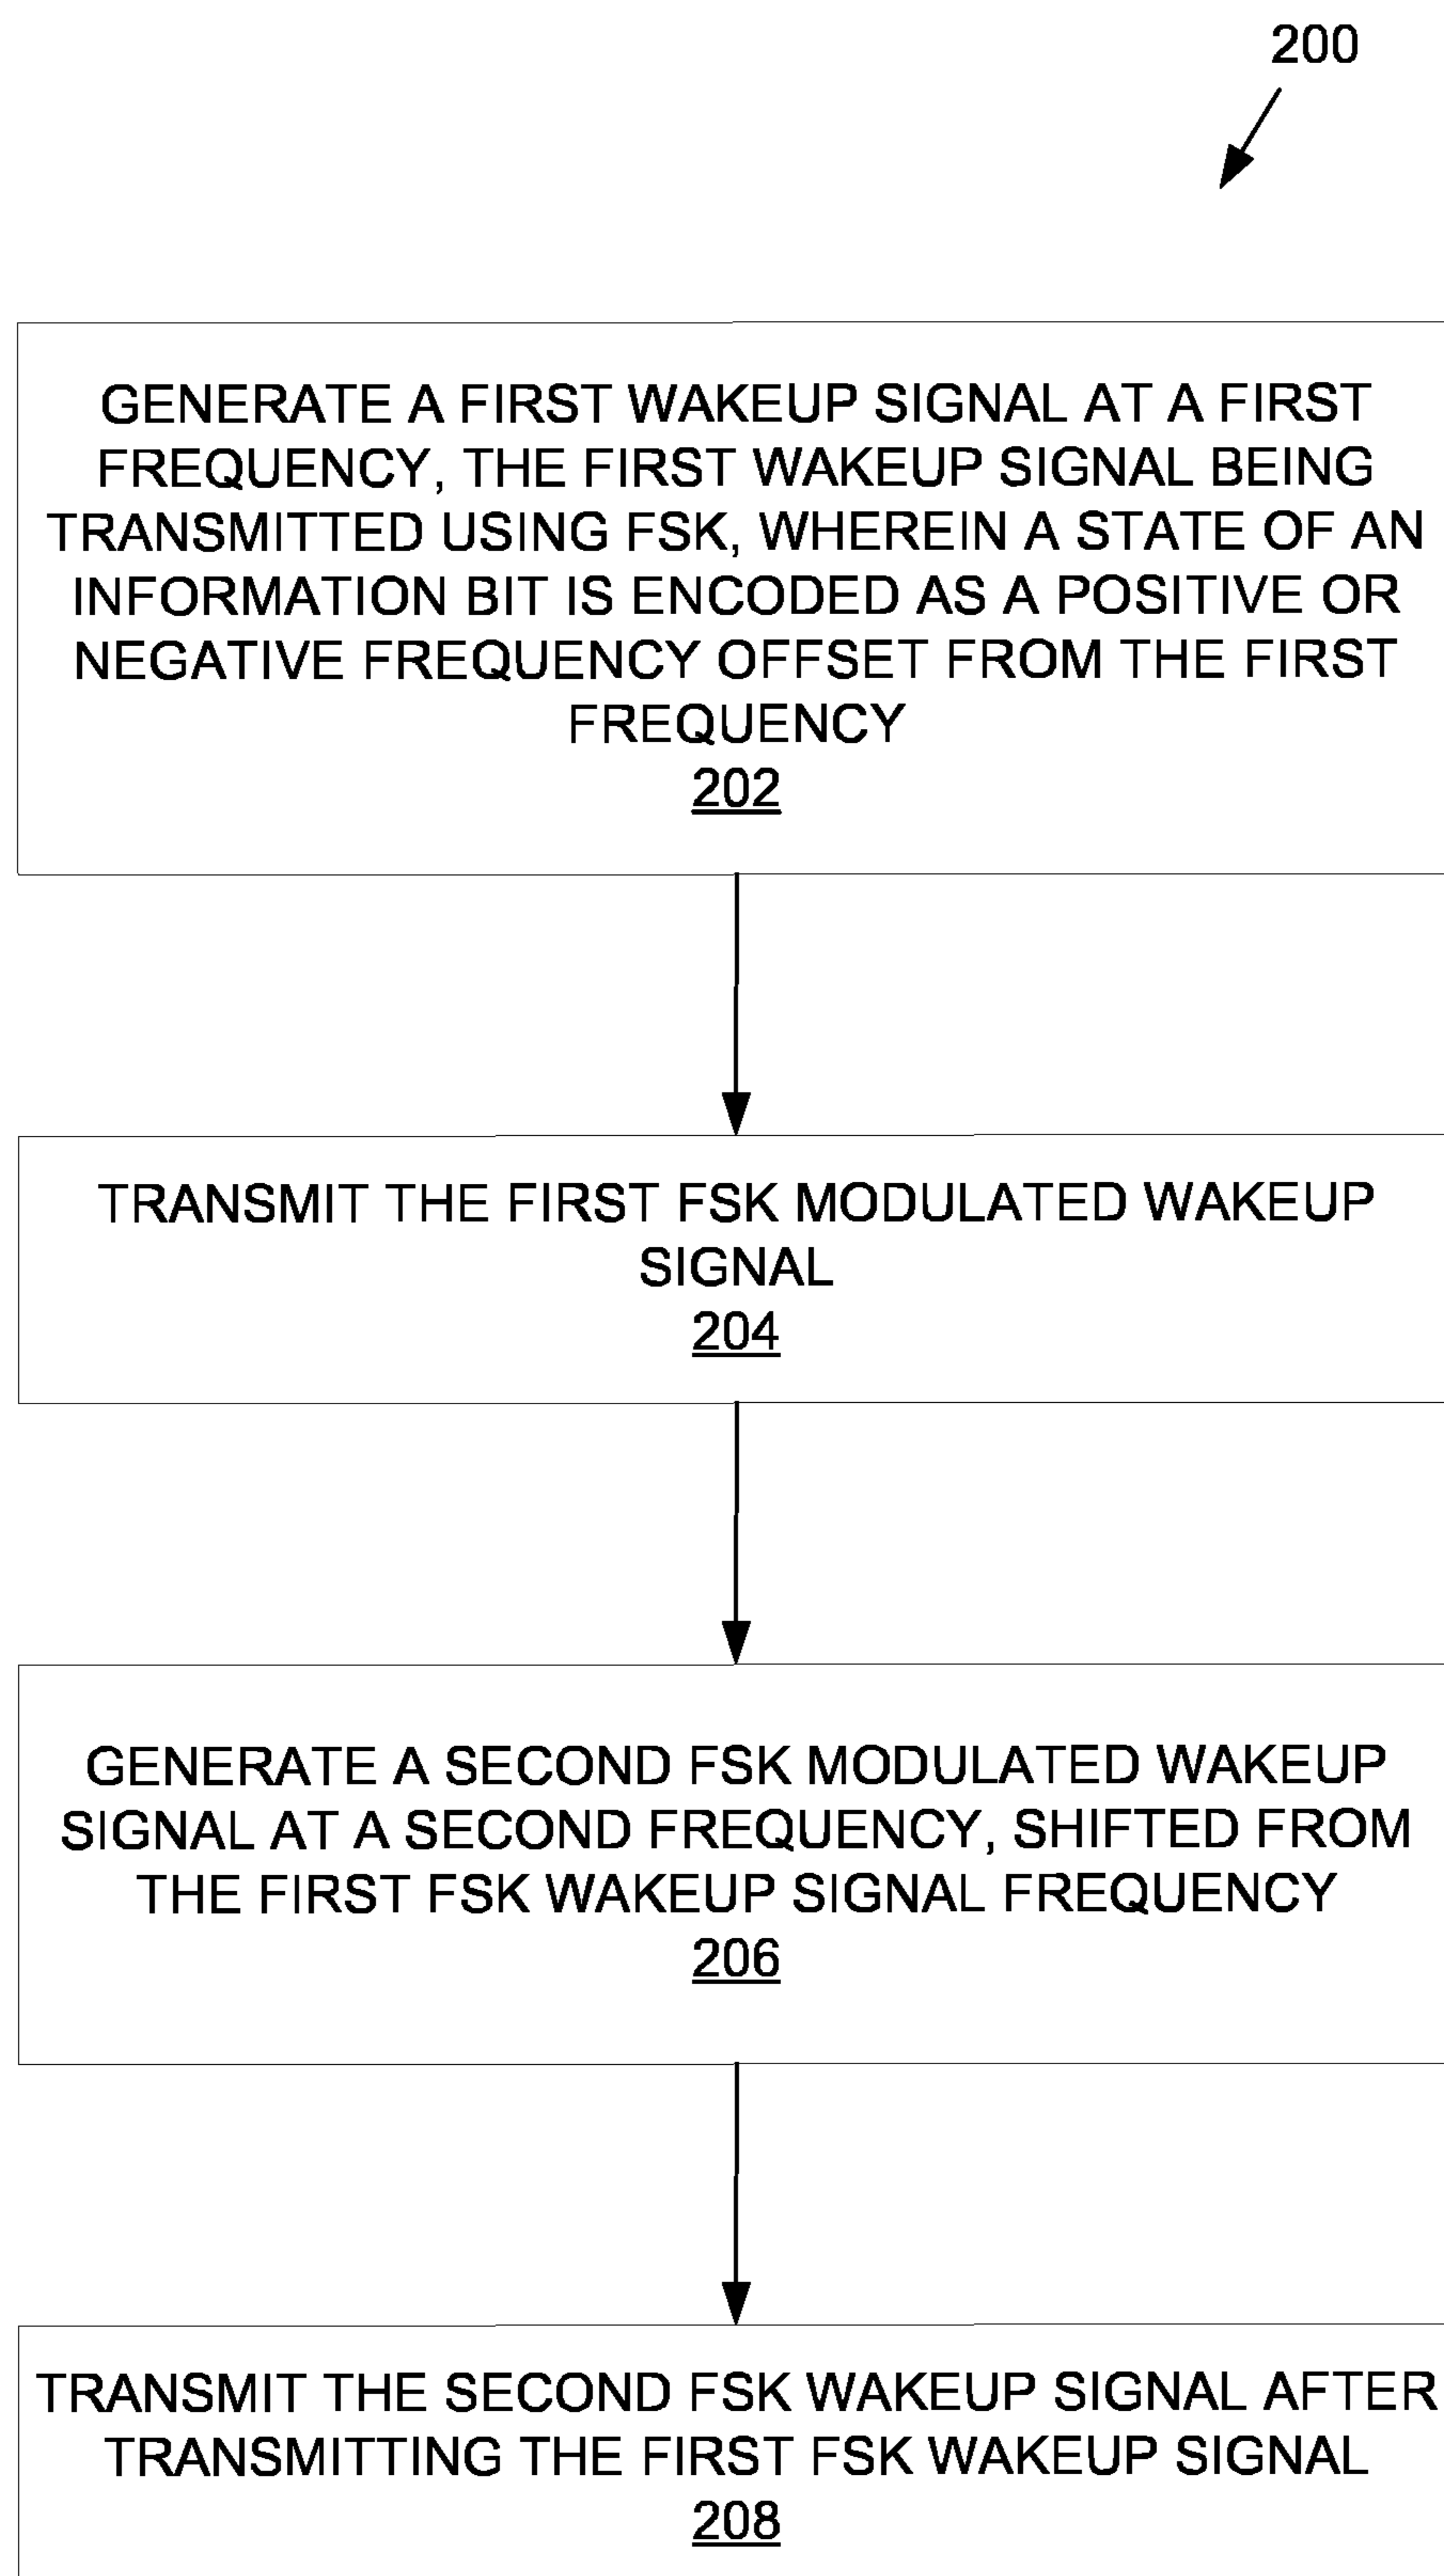 200
GENERATE A FIRST WAKEUP SIGNAL AT A FIRST
FREQUENCY, THE FIRST WAKEUP SIGNAL BEING
TRANSMITTED USING FSK, WHEREIN A STATE OF AN
INFORMATION BIT IS ENCODED AS A POSITIVE OR
NEGATIVE FREQUENCY OFFSET FROM THE FIRST
FREQUENCY
202
TRANSMIT THE FIRST FSK MODULATED WAKEUP
SIGNAL
204
GENERATE A SECOND FSK MODULATED WAKEUP
SIGNAL AT A SECOND FREQUENCY, SHIFTED FROM
THE FIRST FSK WAKEUP SIGNAL FREQUENCY
206
TRANSMIT THE SECOND FSK WAKEUP SIGNAL AFTER
TRANSMITTING THE FIRST FSK WAKEUP SIGNAL
208